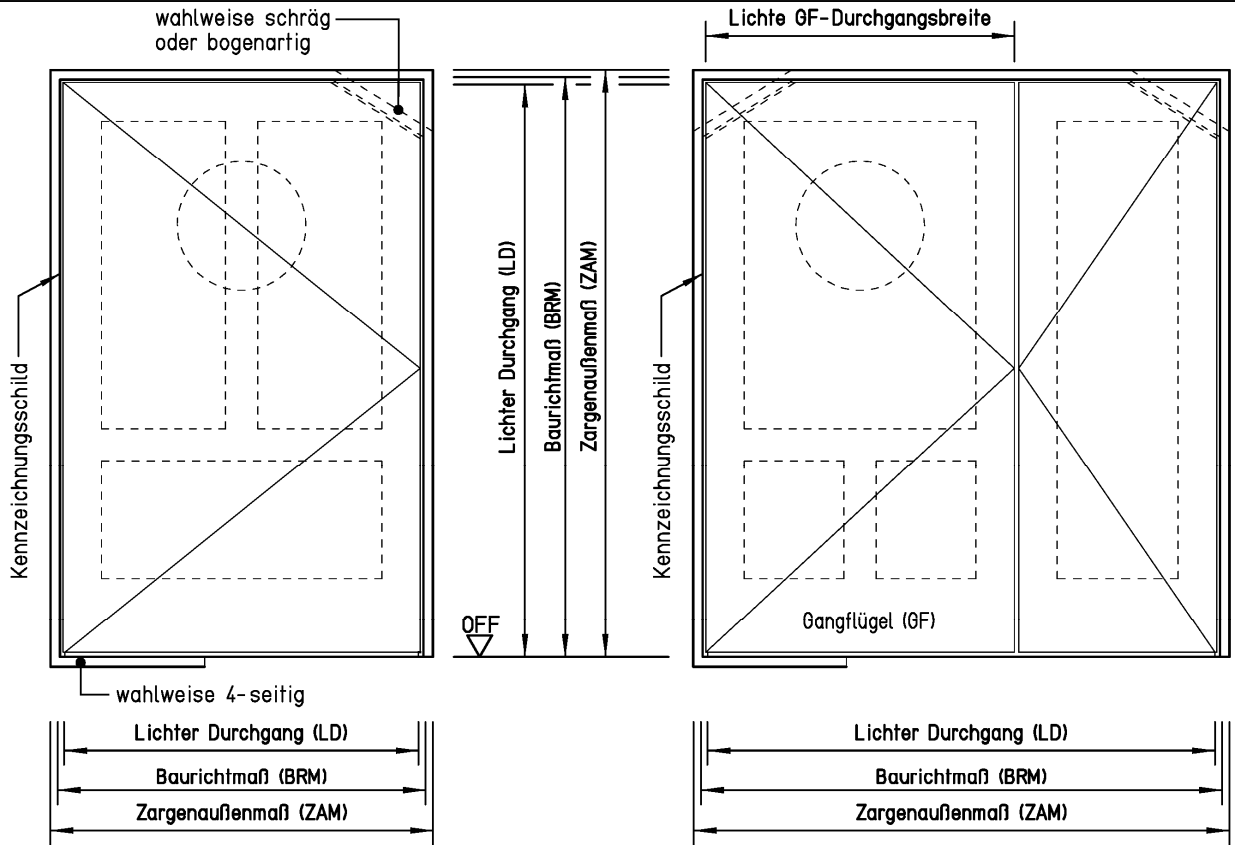 wahlweise schräg
oder bogenartig
Lichte GF-Durchgangsbreite
Kennzeichnungsschild
Lichter Durchgang (LD)
Baurichtmaß (BRM)
Zargenaußenmaß (ZAM)
Kennzeichnungsschild
OFF
Gangflügel (GF)
wahlweise 4-seitig
Lichter Durchgang (LD)
Baurichtmaß (BRM)
Zargenaußenmaß (ZAM)
Lichter Durchgang (LD)
Baurichtmaß (BRM)
Zargenaußenmaß (ZAM)